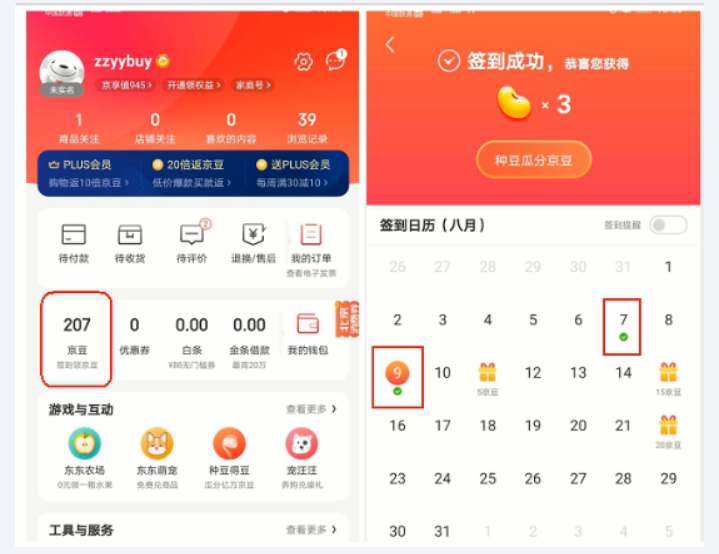 zzyybuy
未实名
京享值945 >
开通领权益 >
家庭号 >
1
0
0
39
商品关注
店铺关注
喜欢的内容
浏览记录
PLUS会员
20倍返京豆
送PLUS会员
购物返10倍京豆 >
低价爆款买就返 >
每周满30减10 >
2
待付款
待收货
待评价
退换/售后
我的订单
查看电子发票
207
0
0.00
0.00
北京
消费券
京豆
优惠券
白条
金条借款
我的钱包
签到领京豆
¥88无门槛券
最高20万
游戏与互动
查看更多 >
东东农场
东东萌宠
种豆得豆
宠汪汪
0元领一箱水果
免费兑商品
瓜分亿万京豆
养狗兑壕礼
工具与服务
查看更多 >
签到成功，恭喜您获得
× 3
种豆瓜分京豆
签到日历（八月）
签到提醒
26 27 28 29 30 31 1
2 3 4 5 6 7 8
9 10 12 13 14
5京豆
15京豆
16 17 18 19 20 21
20京豆
23 24 25 26 27 28 29
30 31 1 2 3 4 5